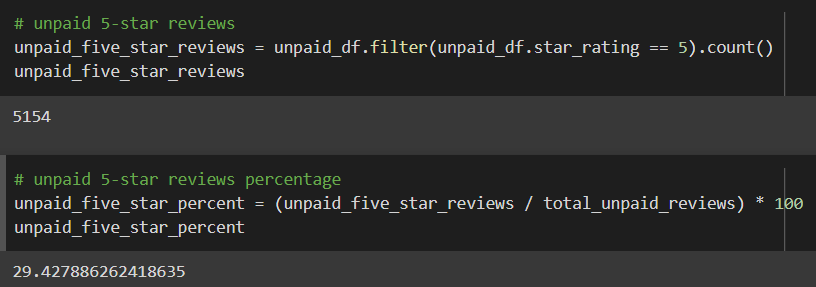 # unpaid 5-star reviews
unpaid_five_star_reviews = unpaid_df.filter(unpaid_df.star_rating == 5).count()
unpaid_five_star_reviews
5154
# unpaid 5-star reviews percentage
unpaid_five_star_percent = (unpaid_five_star_reviews / total_unpaid_reviews) * 100
unpaid_five_star_percent
29.427886262418635